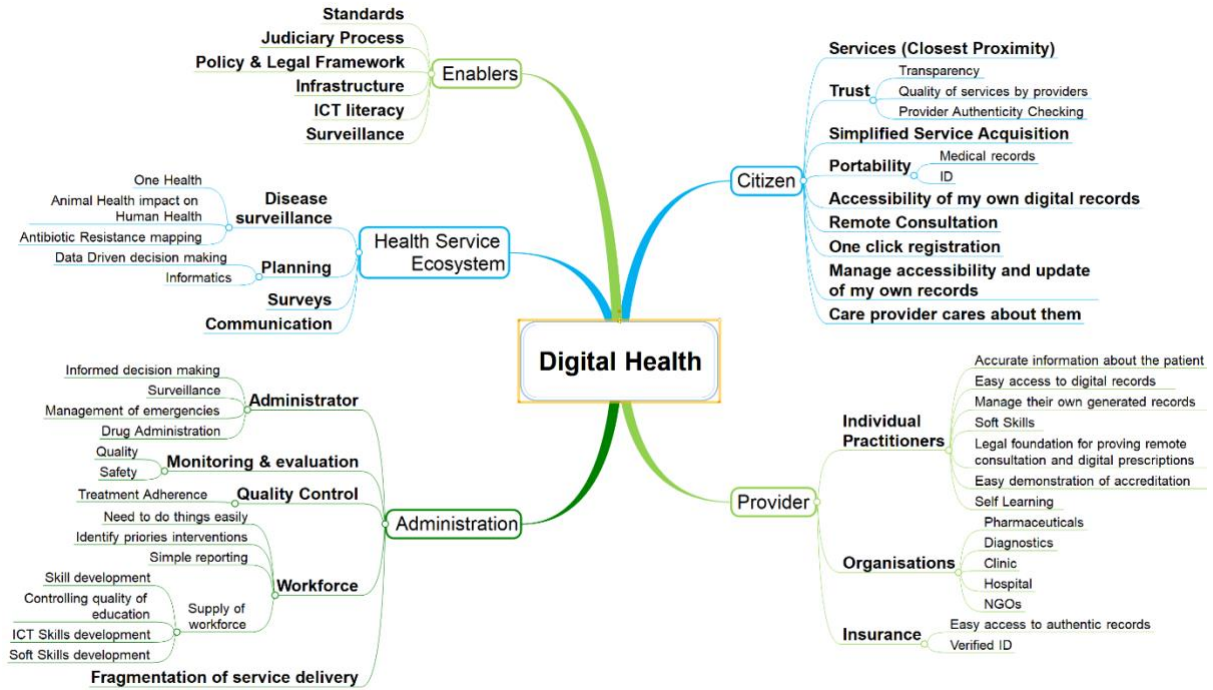 Digital Health
Enablers
Standards
Judiciary Process
Policy & Legal Framework
Infrastructure
ICT literacy
Surveillance
Health Service
Ecosystem
Disease
surveillance
One Health
Animal Health impact on
Human Health
Antibiotic Resistance mapping
Planning
Data Driven decision making
Informatics
Surveys
Communication
Administration
Administrator
Informed decision making
Surveillance
Management of emergencies
Drug Administration
Monitoring & evaluation
Quality
Safety
Quality Control
Treatment Adherence
Workforce
Need to do things easily
Identify priories interventions
Simple reporting
Supply of
workforce
Skill development
Controlling quality of
education
ICT Skills development
Soft Skills development
Fragmentation of service delivery
Citizen
Services (Closest Proximity)
Trust
Transparency
Quality of services by providers
Provider Authenticity Checking
Simplified Service Acquisition
Portability
Medical records
ID
Accessibility of my own digital records
Remote Consultation
One click registration
Manage accessibility and update
of my own records
Care provider cares about them
Provider
Individual
Practitioners
Accurate information about the patient
Easy access to digital records
Manage their own generated records
Soft Skills
Legal foundation for proving remote
consultation and digital prescriptions
Easy demonstration of accreditation
Self Learning
Organisations
Pharmaceuticals
Diagnostics
Clinic
Hospital
NGOs
Insurance
Easy access to authentic records
Verified ID